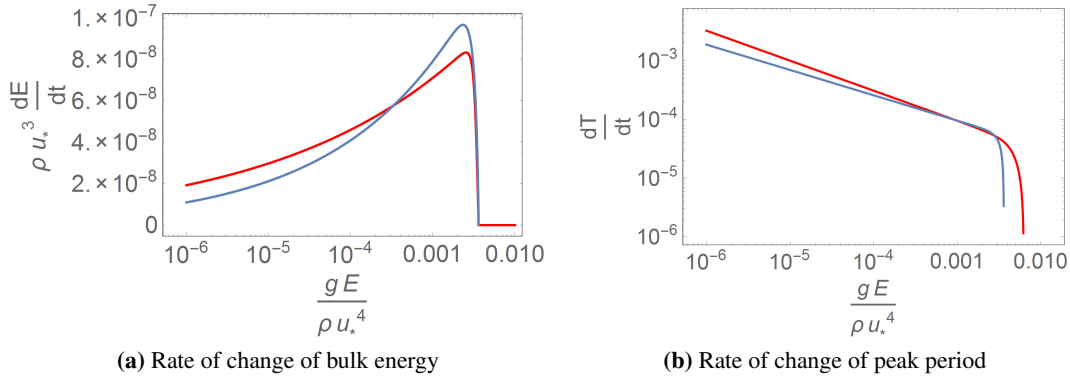 1.×10⁻⁷
8.×10⁻⁸
6.×10⁻⁸
4.×10⁻⁸
2.×10⁻⁸
0
ρ u_*^3 dE/dt
10⁻⁶ 10⁻⁵ 10⁻⁴ 0.001 0.010
g E / ρ u_*^4
(a) Rate of change of bulk energy
10⁻³
10⁻⁴
10⁻⁵
10⁻⁶
dT/dt
10⁻⁶ 10⁻⁵ 10⁻⁴ 0.001 0.010
g E / ρ u_*^4
(b) Rate of change of peak period